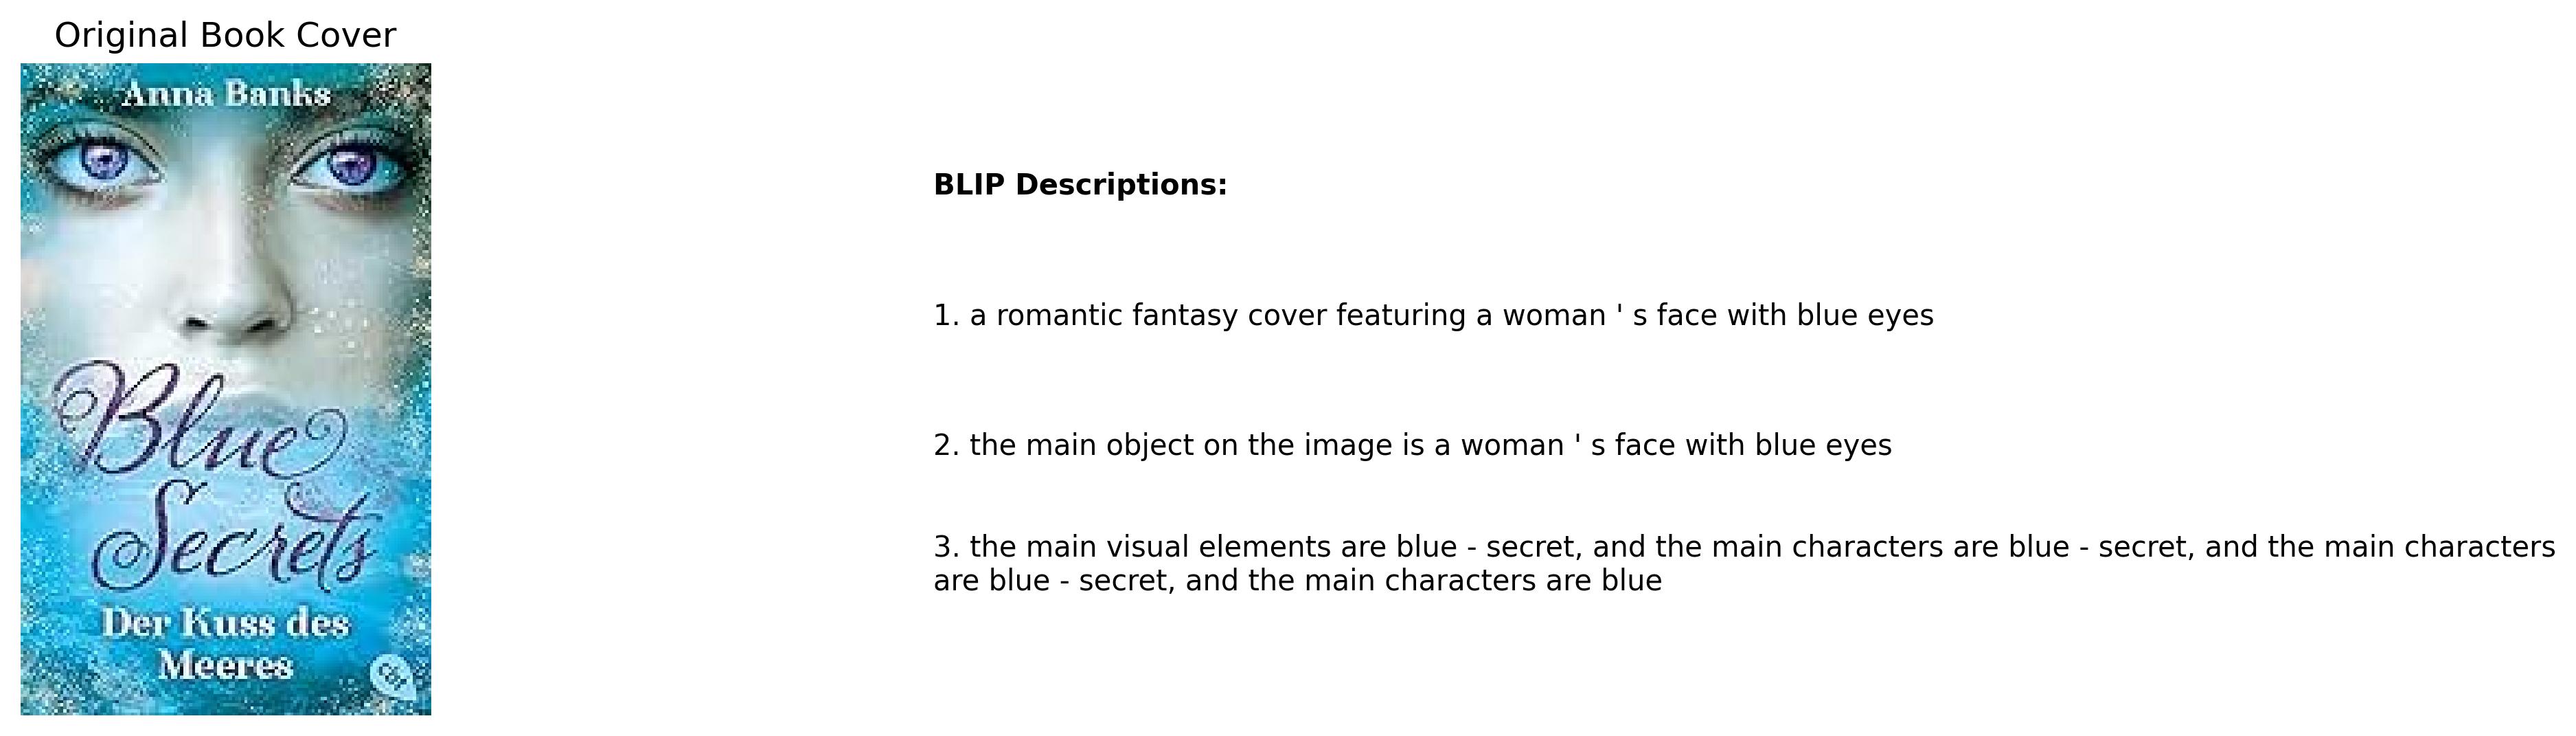 Original Book Cover
Anna Banks
Blue
Secrets
Der Kuss des
Meeres
cbt
BLIP Descriptions:
1. a romantic fantasy cover featuring a woman ' s face with blue eyes
2. the main object on the image is a woman ' s face with blue eyes
3. the main visual elements are blue - secret, and the main characters are blue - secret, and the main characters
are blue - secret, and the main characters are blue